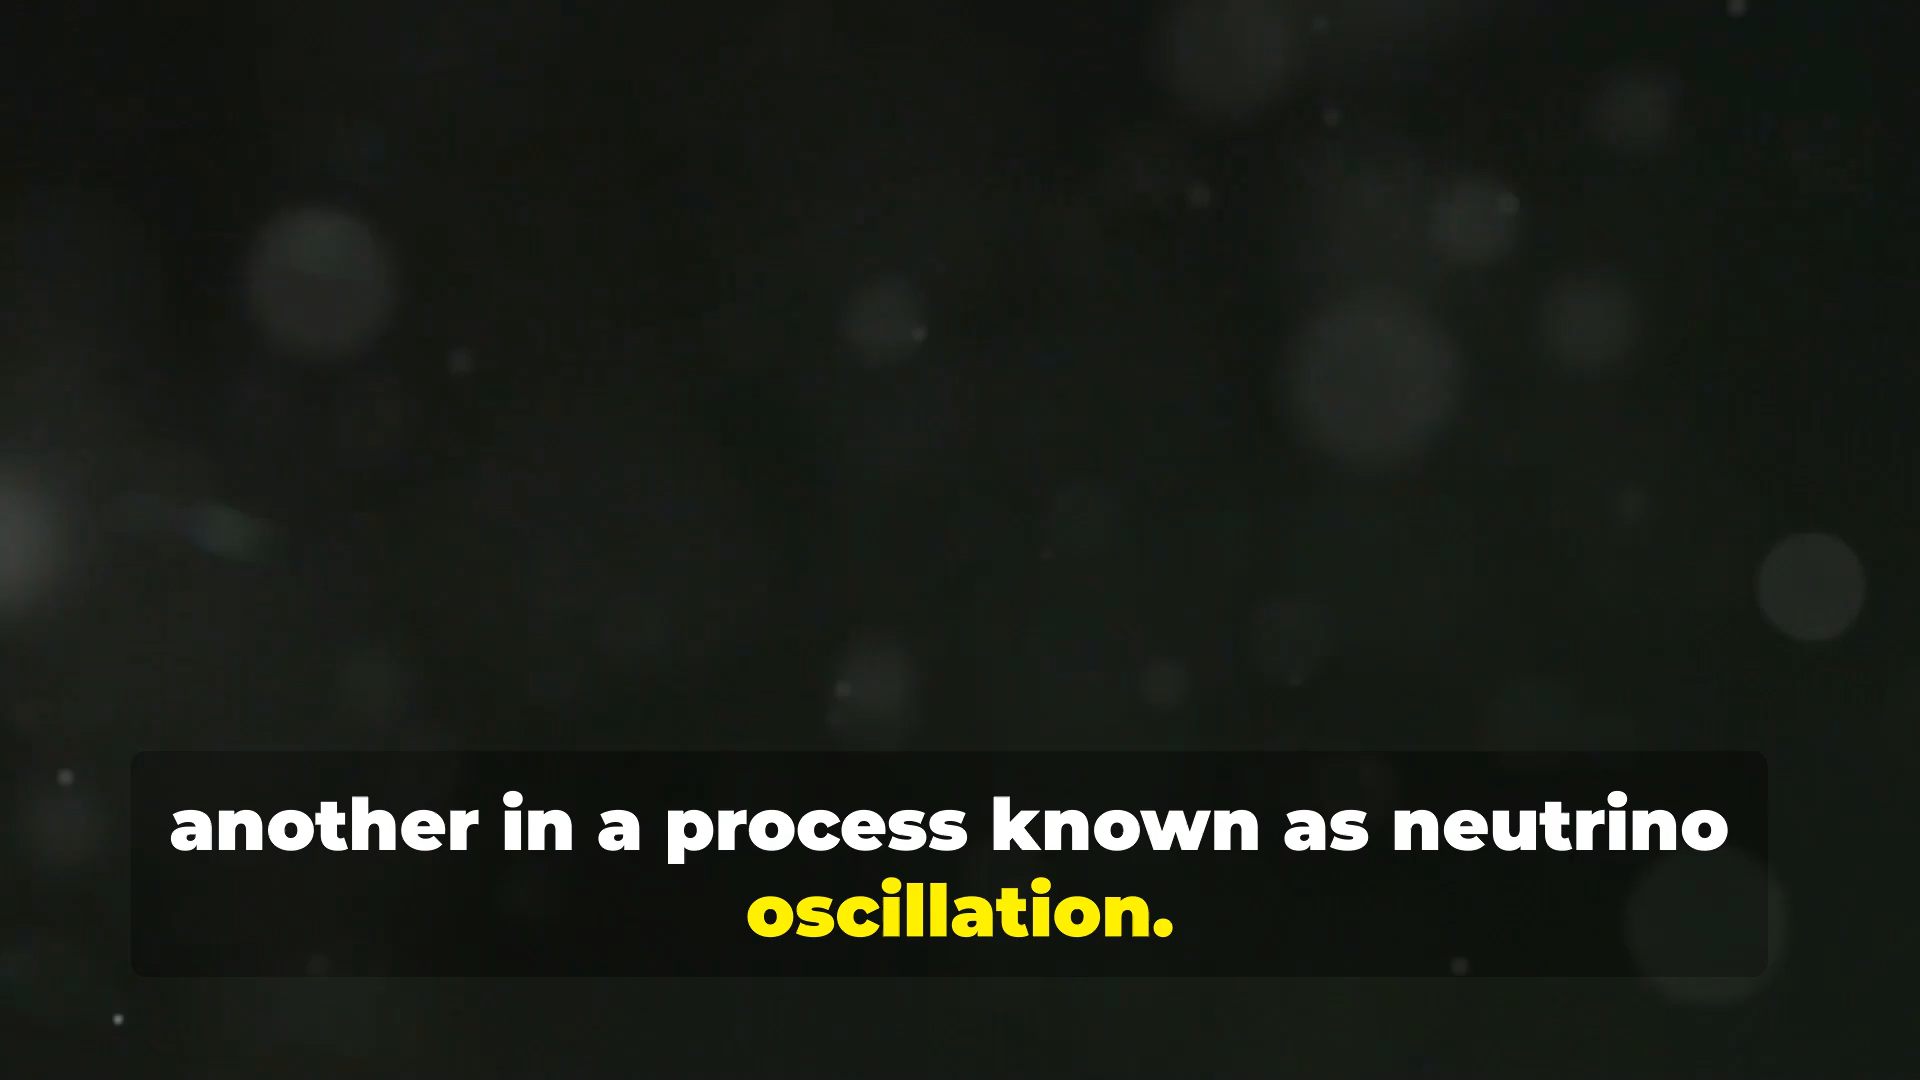 another in a process known as neutrino
oscillation.